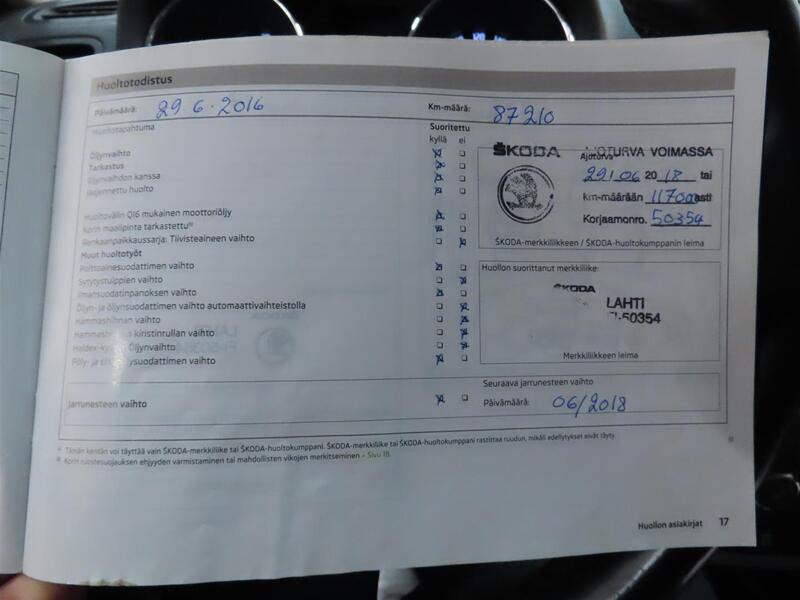 Huoltotodistus
Päivämäärä: 29.6.2016 Km-määrä: 87210
Huoltotapahtuma Suoritettu
kyllä ei
Öljynvaihto
Tarkastus
Öljynvaihdon kanssa
laajennettu huolto
Huoltovälin QI6 mukainen moottoriöljy
Korin maalipinta tarkastettu
Renkaanpaikkaussarja: Tiivisteaineen vaihto
Muut huoltotyöt
Polttoainesuodattimen vaihto
Sytytystulppien vaihto
Ilmansuodatinpanoksen vaihto
Öljyn- ja öljynsuodattimen vaihto automaattivaihteistolla
Hammashihnan vaihto
kiristinrullan vaihto
öljynvaihto
Pöly- ja vaihto
Jarrunesteen vaihto
ŠKODA AJOTURVA VOIMASSA
Ajoturva
29/06 2018 tai
km-määrään asti
Korjaamonro. 50354
ŠKODA-merkkiliikkeen / ŠKODA-huoltokumppanin leima
Huollon suorittanut merkkiliike:
ŠKODA
LAHTI
FI-50354
Merkkiliikkeen leima
Seuraava jarrunesteen vaihto
Päivämäärä: 06/2018
Tämän kentän voi täyttää vain ŠKODA-merkkiliike tai ŠKODA-huoltokumppani. ŠKODA-merkkiliike tai ŠKODA-huoltokumppani rastittaa ruudun, mikäli edellytykset eivät täyty.
Korin ruostesuojauksen ehjyyden varmistaminen tai mahdollisten vikojen merkitseminen » Sivu 18.
Huollon asiakirjat 17